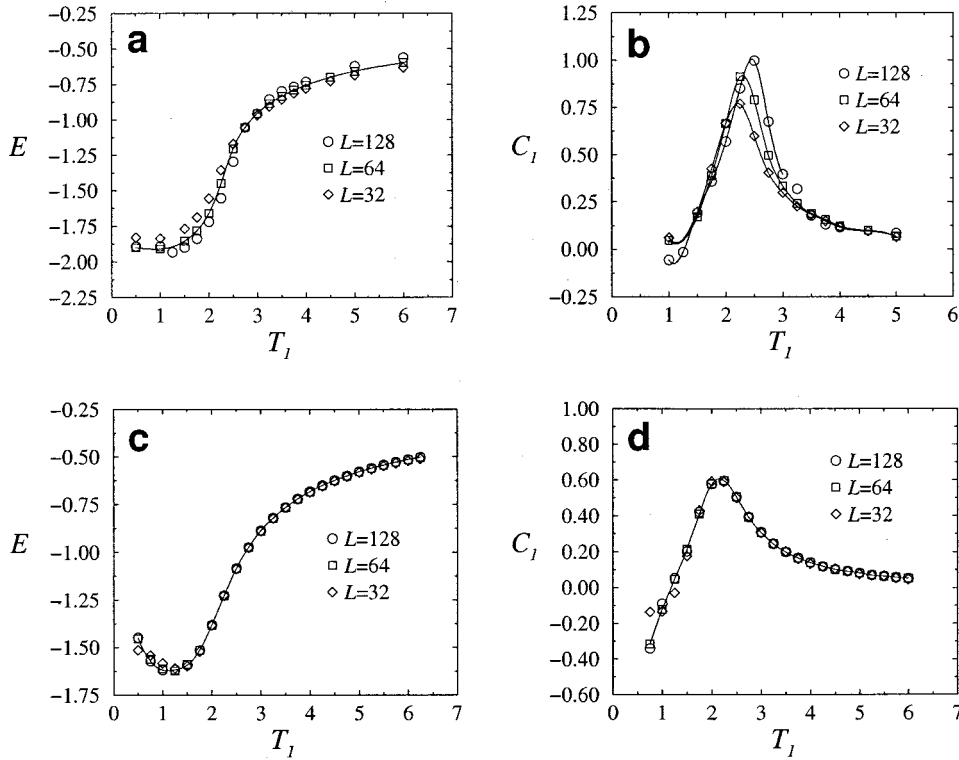 a
−0.25
−0.50
−0.75
−1.00
−1.25
−1.50
−1.75
−2.00
−2.25
E
L=128
L=64
L=32
0 1 2 3 4 5 6 7
T1
b
1.25
1.00
0.75
0.50
0.25
0.00
−0.25
C1
L=128
L=64
L=32
0 1 2 3 4 5 6
T1
c
−0.25
−0.50
−0.75
−1.00
−1.25
−1.50
−1.75
E
L=128
L=64
L=32
0 1 2 3 4 5 6 7
T1
d
1.00
0.80
0.60
0.40
0.20
0.00
−0.20
−0.40
−0.60
C1
L=128
L=64
L=32
0 1 2 3 4 5 6 7
T1